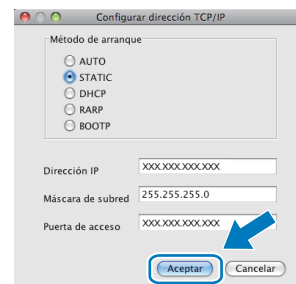 Configurar dirección TCP/IP
Método de arranque
AUTO
STATIC
DHCP
RARP
BOOTP
Dirección IP XXX.XXX.XXX.XXX
Máscara de subred 255.255.255.0
Puerta de acceso XXX.XXX.XXX.XXX
Aceptar Cancelar